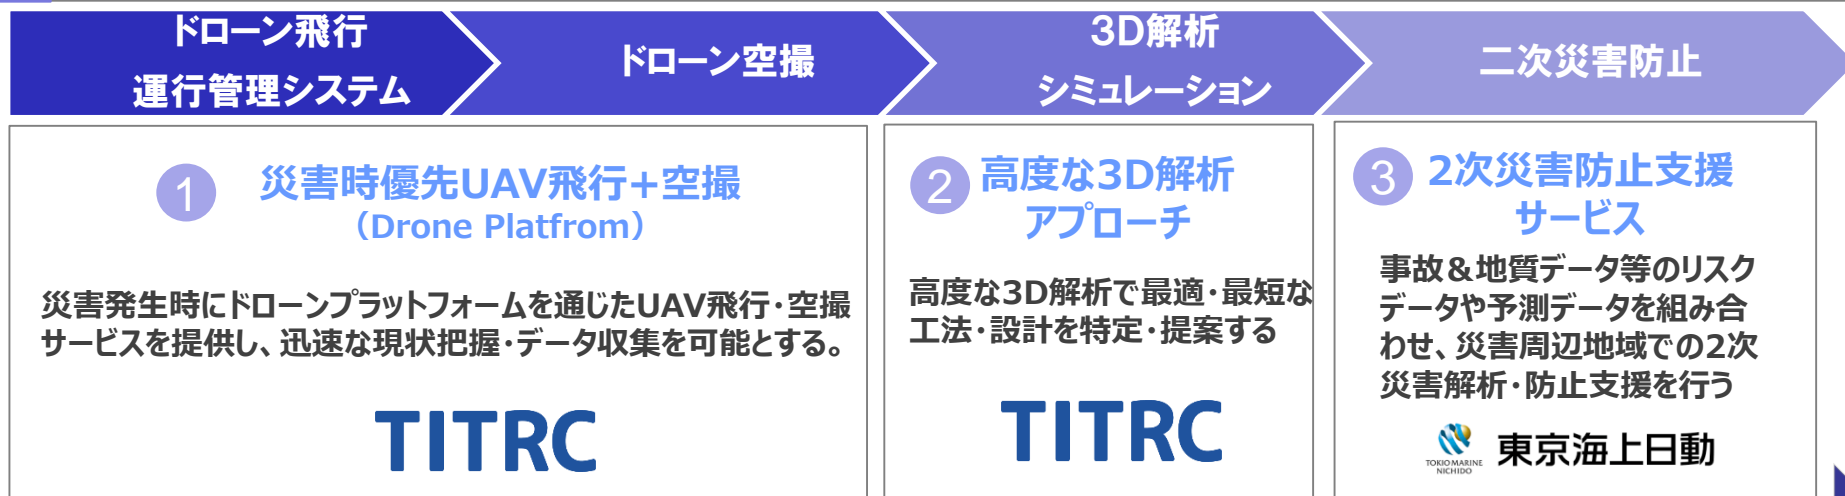 ドローン飛行
運行管理システム
ドローン空撮
3D解析
シミュレーション
二次災害防止
1
災害時優先UAV飛行+空撮
（Drone Platfrom）
災害発生時にドローンプラットフォームを通じたUAV飛行・空撮
サービスを提供し、迅速な現状把握・データ収集を可能とする。
TITRC
2
高度な3D解析
アプローチ
高度な3D解析で最適・最短な
工法・設計を特定・提案する
TITRC
3
2次災害防止支援
サービス
事故＆地質データ等のリスク
データや予測データを組み合
わせ、災害周辺地域での2次
災害解析・防止支援を行う
TOKIO MARINE
NICHIDO
東京海上日動